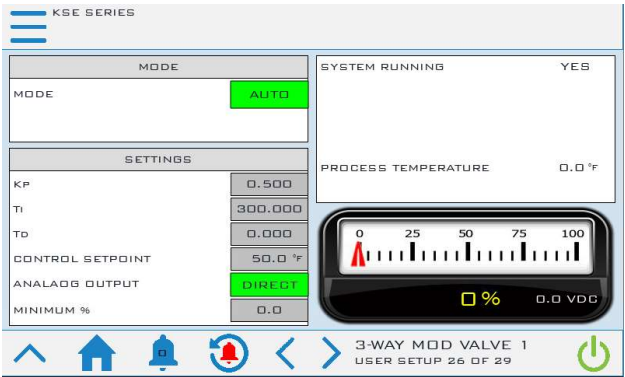 KSE SERIES
MODE
MODE AUTO
SETTINGS
KP 0.500
TI 300.000
TD 0.000
CONTROL SETPOINT 50.0 °F
ANALAOG OUTPUT DIRECT
MINIMUM % 0.0
SYSTEM RUNNING YES
PROCESS TEMPERATURE 0.0 °F
0 25 50 75 100
0 % 0.0 VDC
0
3-WAY MOD VALVE 1
USER SETUP 26 OF 29